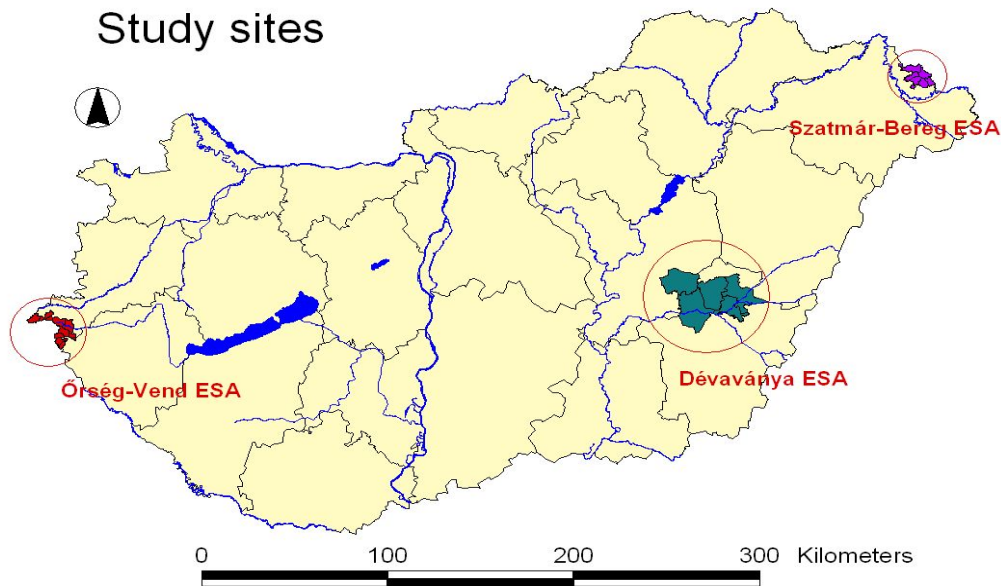 Study sites
Szatmár-Bereg ESA
Dévaványa ESA
Őrség-Vend ESA
0 100 200 300 Kilometers